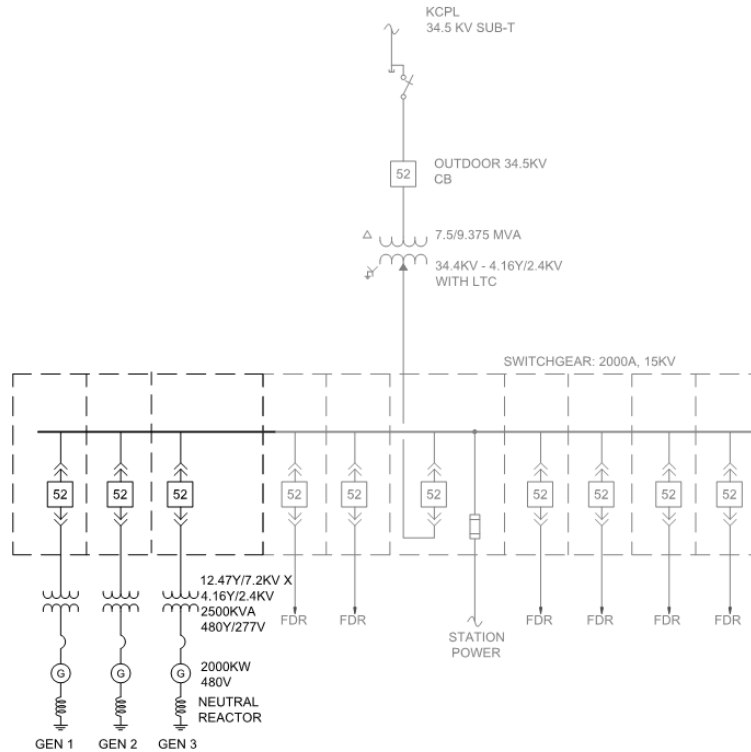 KCPL
34.5 KV SUB-T
52
OUTDOOR 34.5KV
CB
7.5/9.375 MVA
34.4KV - 4.16Y/2.4KV
WITH LTC
SWITCHGEAR: 2000A, 15KV
52
52
52
52
52
52
52
52
52
52
12.47Y/7.2KV X
4.16Y/2.4KV
2500KVA
480Y/277V
FDR
FDR
STATION
POWER
FDR
FDR
FDR
FDR
G
G
G
2000KW
480V
NEUTRAL
REACTOR
GEN 1
GEN 2
GEN 3